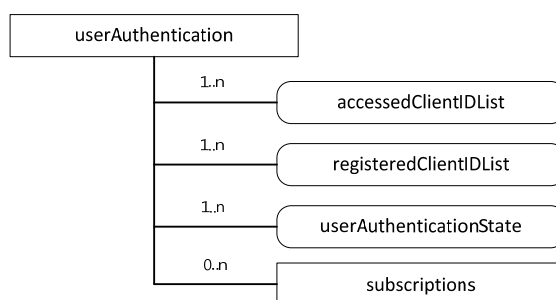 userAuthentication
1..n
accessedClientIDList
1..n
registeredClientIDList
1..n
userAuthenticationState
0..n
subscriptions